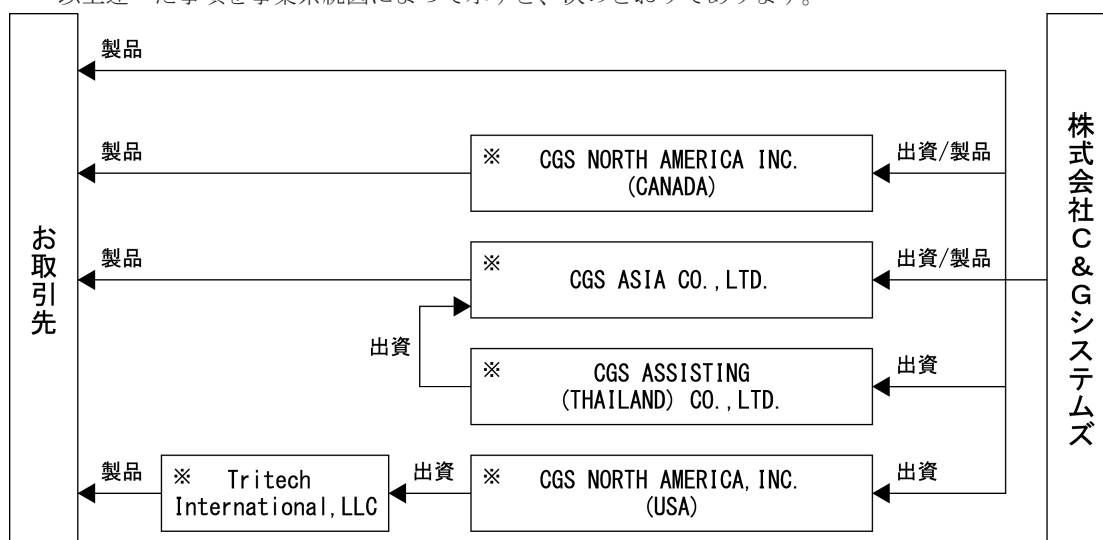 以上述べた事項を事業系統図によって示すと、次のとおりであります。
製品
※ CGS NORTH AMERICA INC.
(CANADA)
出資/製品
製品
※ CGS ASIA CO.,LTD.
出資/製品
製品
出資
※ CGS ASSISTING
(THAILAND) CO.,LTD.
出資
※ Tritech
International,LLC
製品
出資
※ CGS NORTH AMERICA,INC.
(USA)
出資
お取引先
株式会社C&Gシステムズ